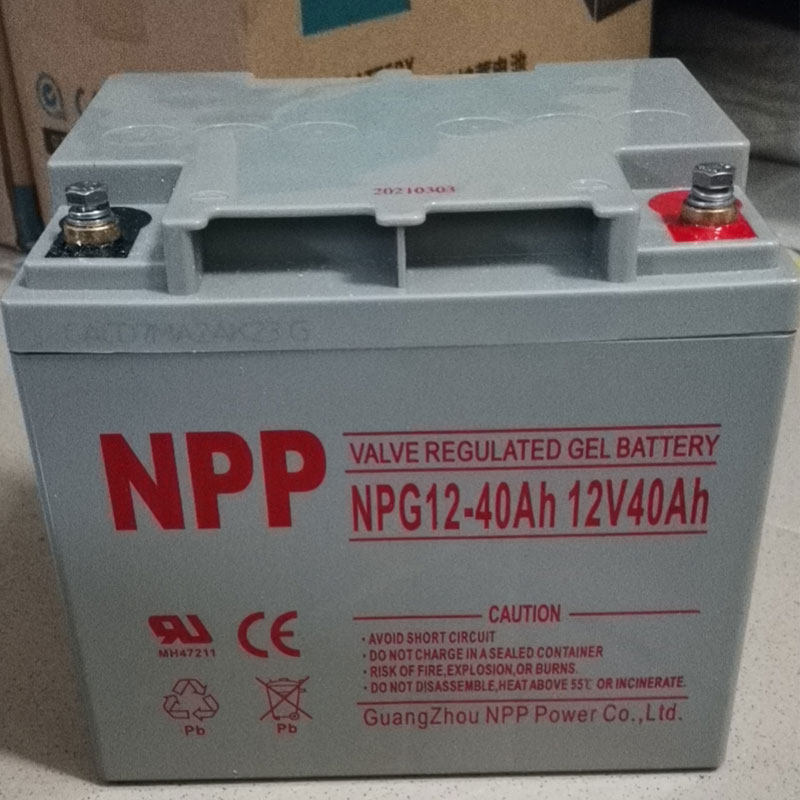 20210303
NPP
VALVE REGULATED GEL BATTERY
NPG12-40Ah 12V40Ah
CAUTION
· AVOID SHORT CIRCUIT
· DO NOT CHARGE IN A SEALED CONTAINER
· RISK OF FIRE,EXPLOSION,OR BURNS.
· DO NOT DISASSEMBLE,HEAT ABOVE 55℃ OR INCINERATE.
MH47211
CE
Pb
Pb
GuangZhou NPP Power Co.,Ltd.